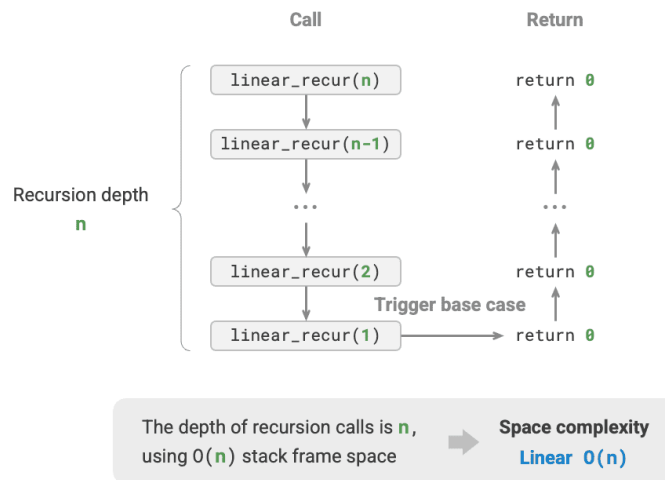 Call Return
linear_recur(n) return 0
linear_recur(n-1) return 0
Recursion depth
n
... ...
linear_recur(2) return 0
Trigger base case
linear_recur(1) return 0
The depth of recursion calls is n,
using O(n) stack frame space
Space complexity
Linear O(n)